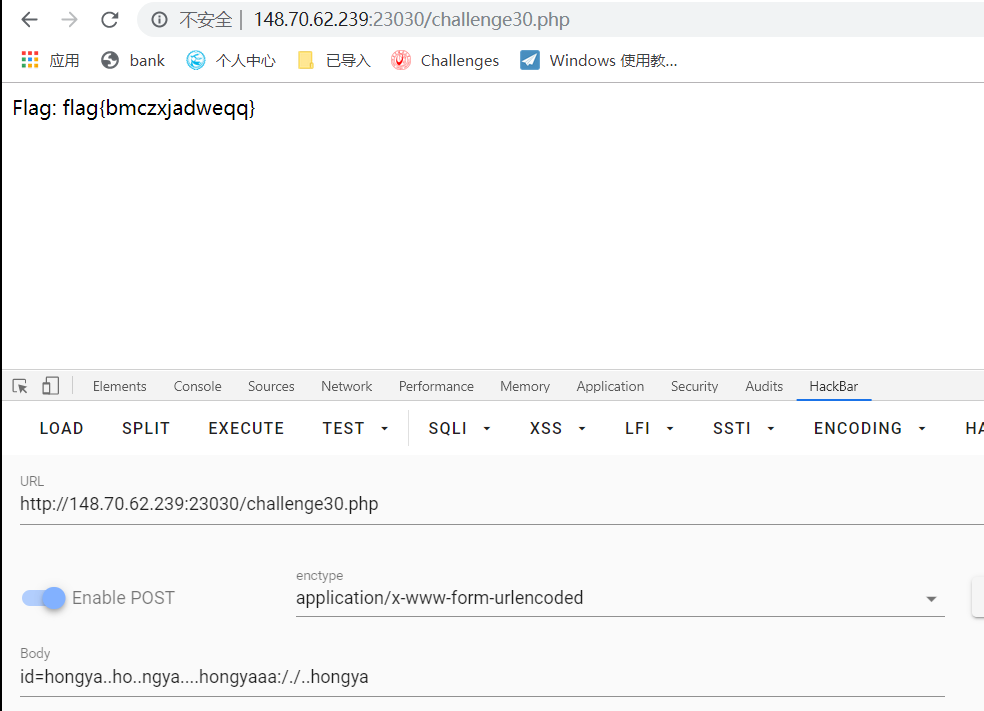 不安全 | 148.70.62.239:23030/challenge30.php
应用 bank 个人中心 已导入 Challenges Windows 使用教...
Flag: flag{bmczxjadweqq}
Elements Console Sources Network Performance Memory Application Security Audits HackBar
LOAD SPLIT EXECUTE TEST SQLI XSS LFI SSTI ENCODING HA
URL
http://148.70.62.239:23030/challenge30.php
enctype
Enable POST application/x-www-form-urlencoded
Body
id=hongya..ho..ngya....hongyaaa:/./..hongya